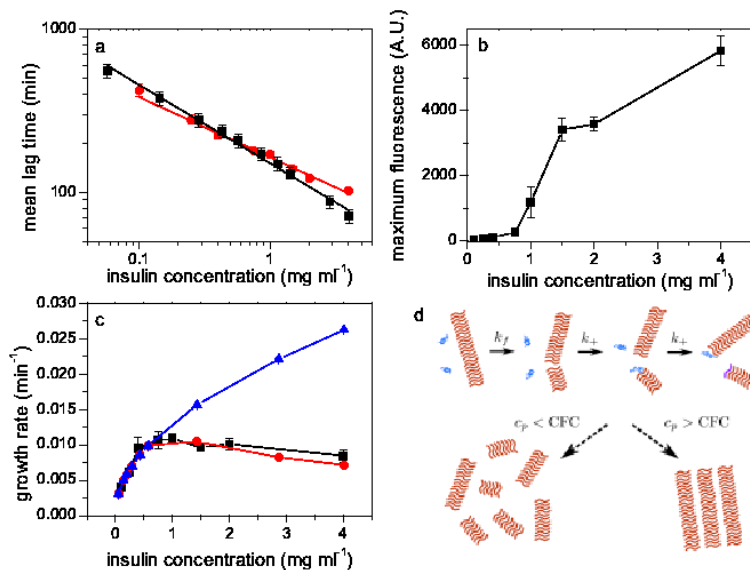 a
1000
100
mean lag time (min)
0.1
1
insulin concentration (mg ml⁻¹)
b
6000
4000
2000
0
maximum fluorescence (A.U.)
0
1
2
3
4
insulin concentration (mg ml⁻¹)
c
0.030
0.025
0.020
0.015
0.010
0.005
0.000
growth rate (min⁻¹)
0
1
2
3
4
insulin concentration (mg ml⁻¹)
d
k_f
k_+
k_+
c_p < CFC
c_p > CFC